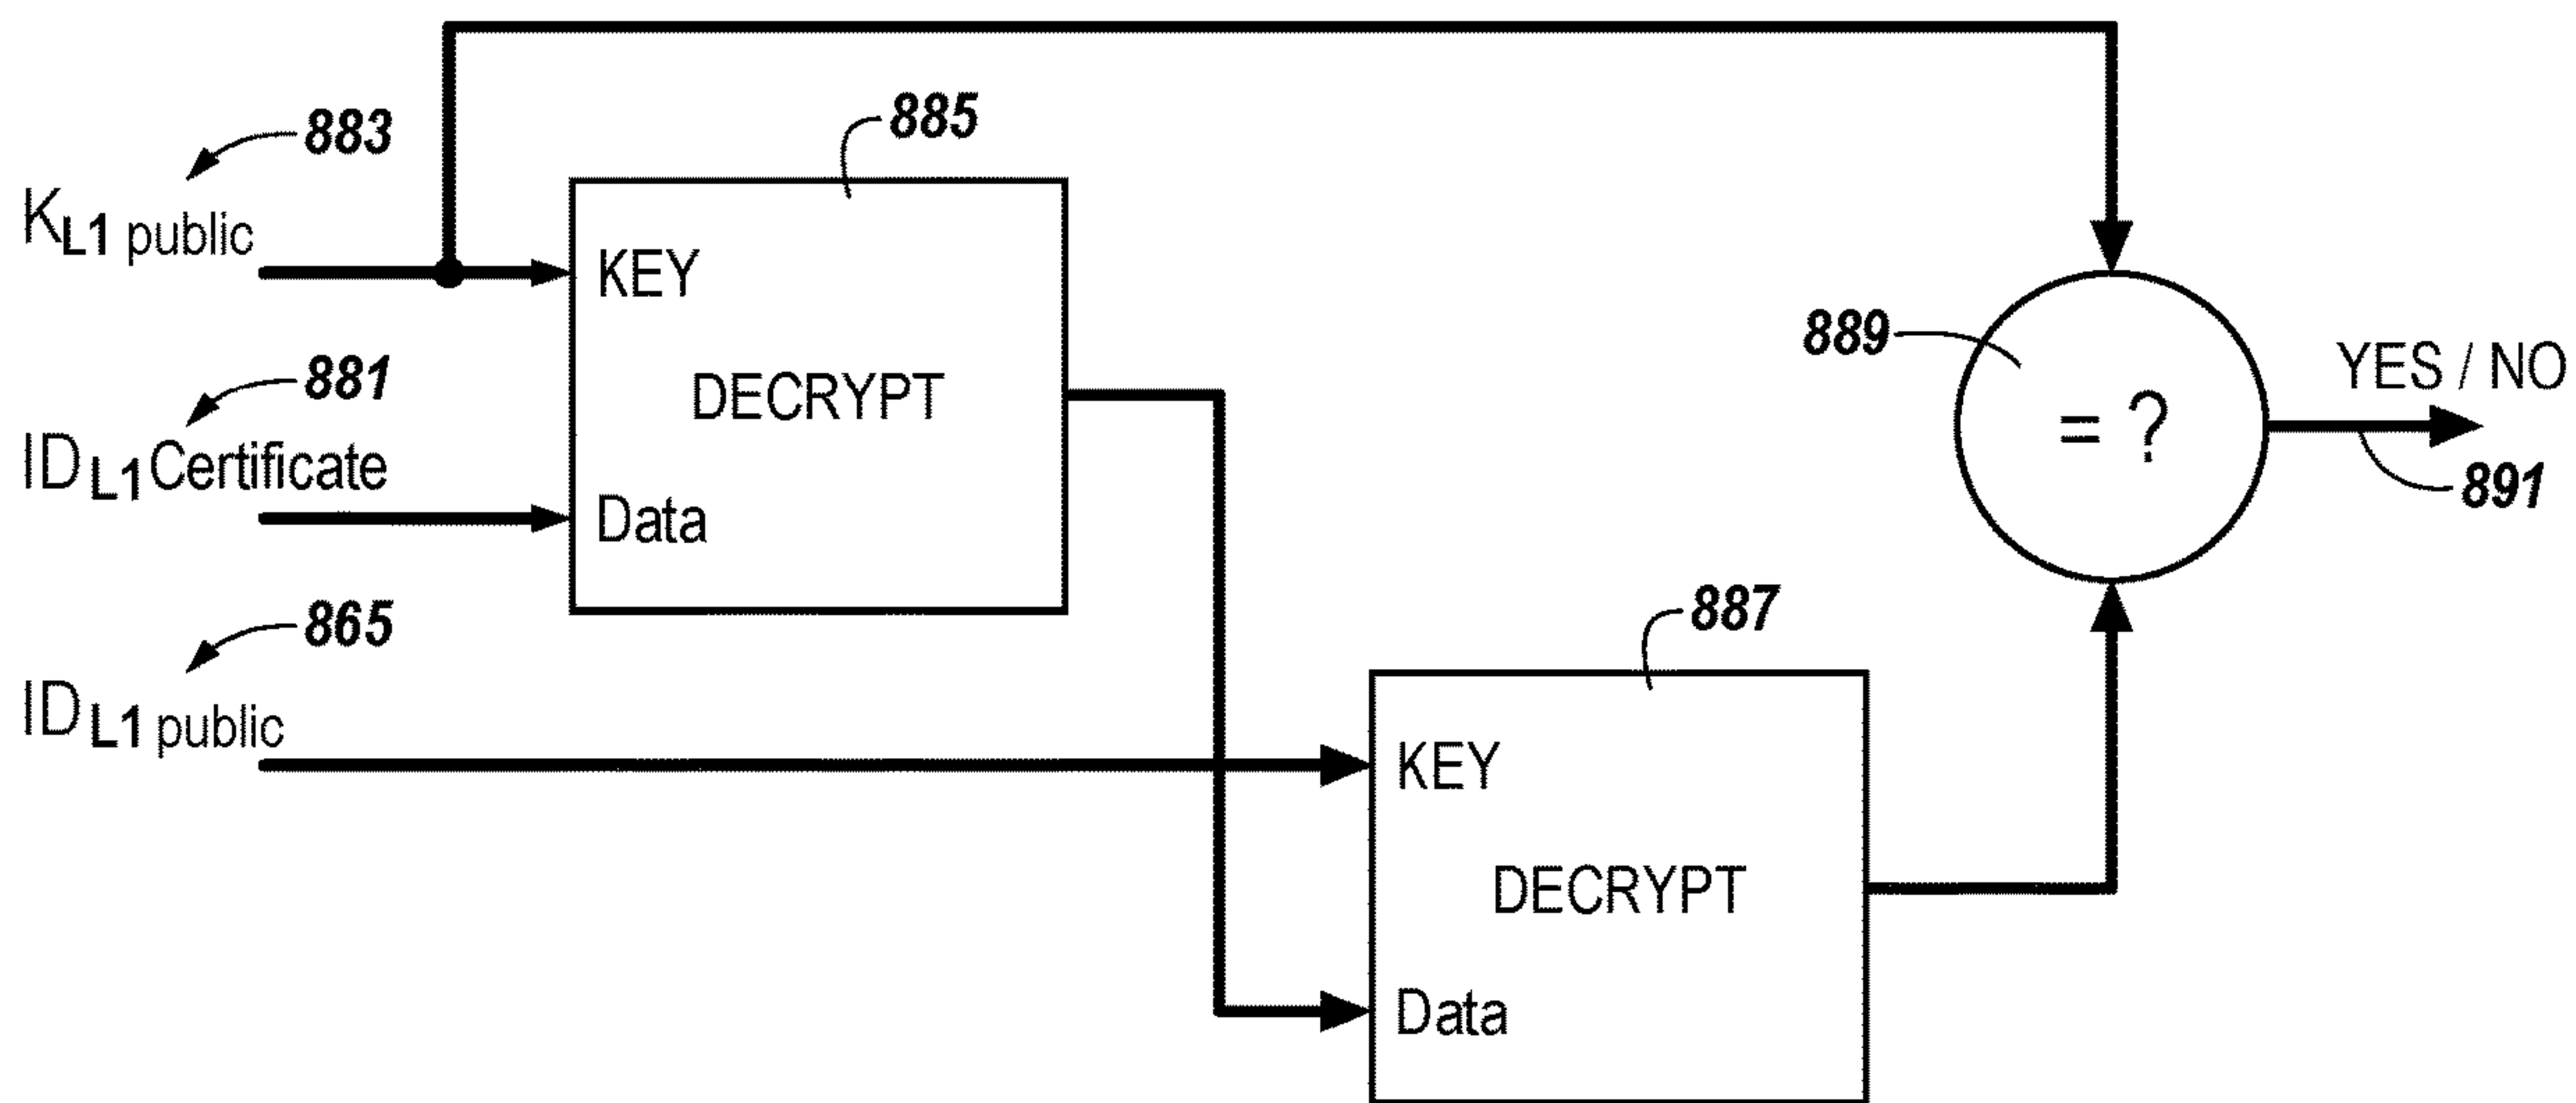 883
885
K L1 public
KEY
889
YES / NO
881
DECRYPT
= ?
ID L1 Certificate
891
Data
865
887
ID L1 public
KEY
DECRYPT
Data